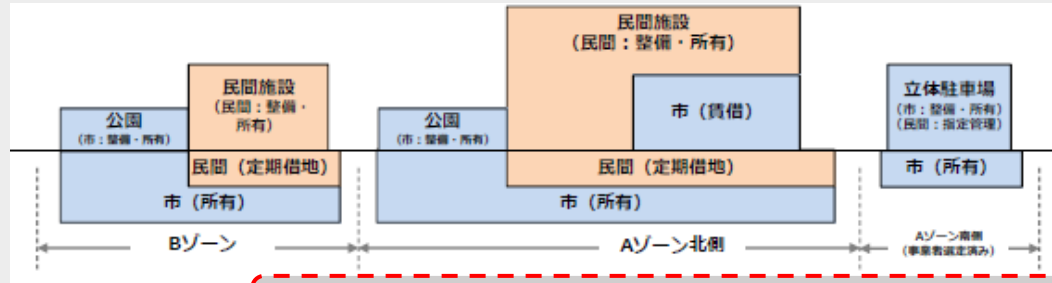 民間施設
（民間：整備・所有）
民間施設
（民間：整備・
所有）
公園
（市：整備・所有）
公園
（市：整備・所有）
市（賃借）
立体駐車場
（市：整備・所有）
（民間：指定管理）
民間（定期借地）
市（所有）
民間（定期借地）
市（所有）
市（所有）
Bゾーン
Aゾーン北側
Aゾーン南側
（事業者選定済み）